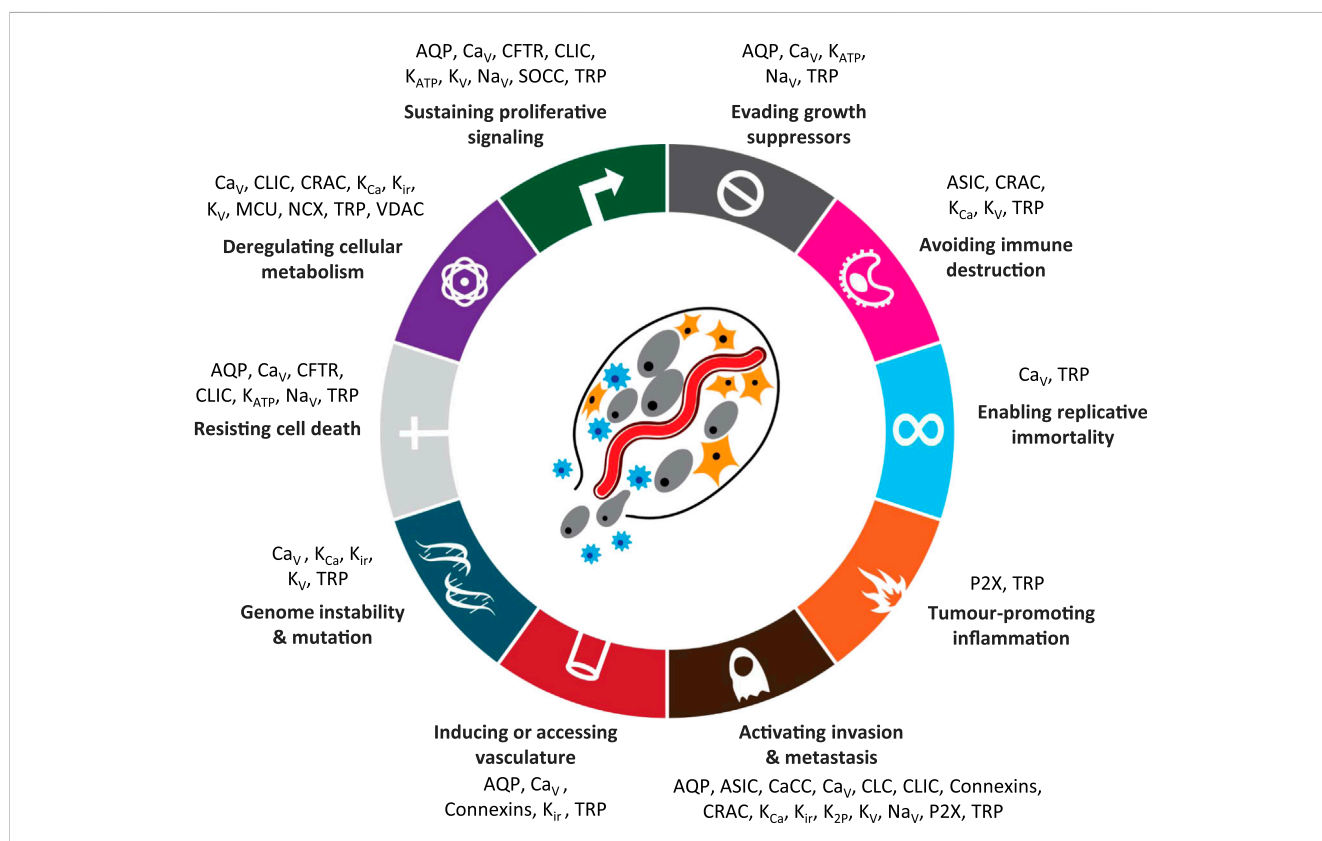 AQP, CaV, CFTR, CLIC,
KATP, KV, NaV, SOCC, TRP
Sustaining proliferative
signaling
AQP, CaV, KATP,
NaV, TRP
Evading growth
suppressors
CaV, CLIC, CRAC, KCa, Kir,
KV, MCU, NCX, TRP, VDAC
Deregulating cellular
metabolism
ASIC, CRAC,
KCa, KV, TRP
Avoiding immune
destruction
AQP, CaV, CFTR,
CLIC, KATP, NaV, TRP
Resisting cell death
CaV, TRP
Enabling replicative
immortality
CaV, KCa, Kir,
KV, TRP
Genome instability
& mutation
P2X, TRP
Tumour-promoting
inflammation
Inducing or accessing
vasculature
AQP, CaV,
Connexins, Kir, TRP
Activating invasion
& metastasis
AQP, ASIC, CaCC, CaV, CLC, CLIC, Connexins,
CRAC, KCa, Kir, K2P, KV, NaV, P2X, TRP